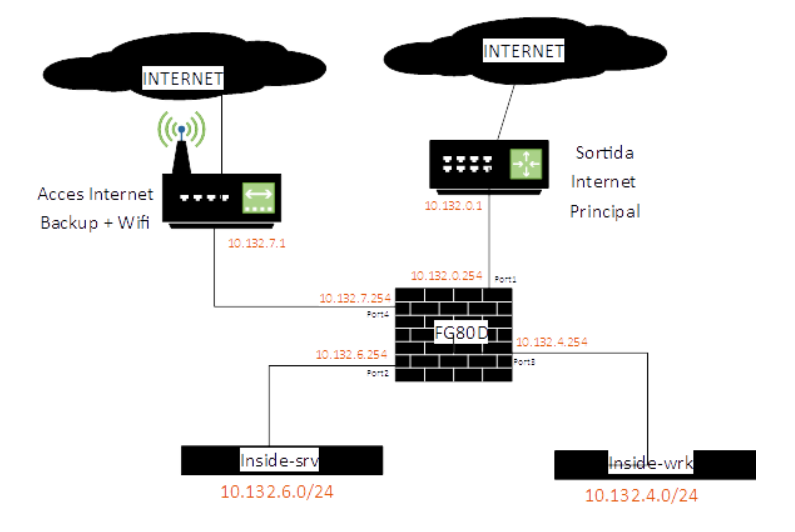 INTERNET
INTERNET
Acces Internet
Backup + Wifi
10.132.7.1
Sortida
Internet
Principal
10.132.0.1
10.132.0.254
Port1
10.132.7.254
Port4
FG80D
10.132.6.254
Port2
10.132.4.254
Port3
Inside-srv
10.132.6.0/24
Inside-wrk
10.132.4.0/24